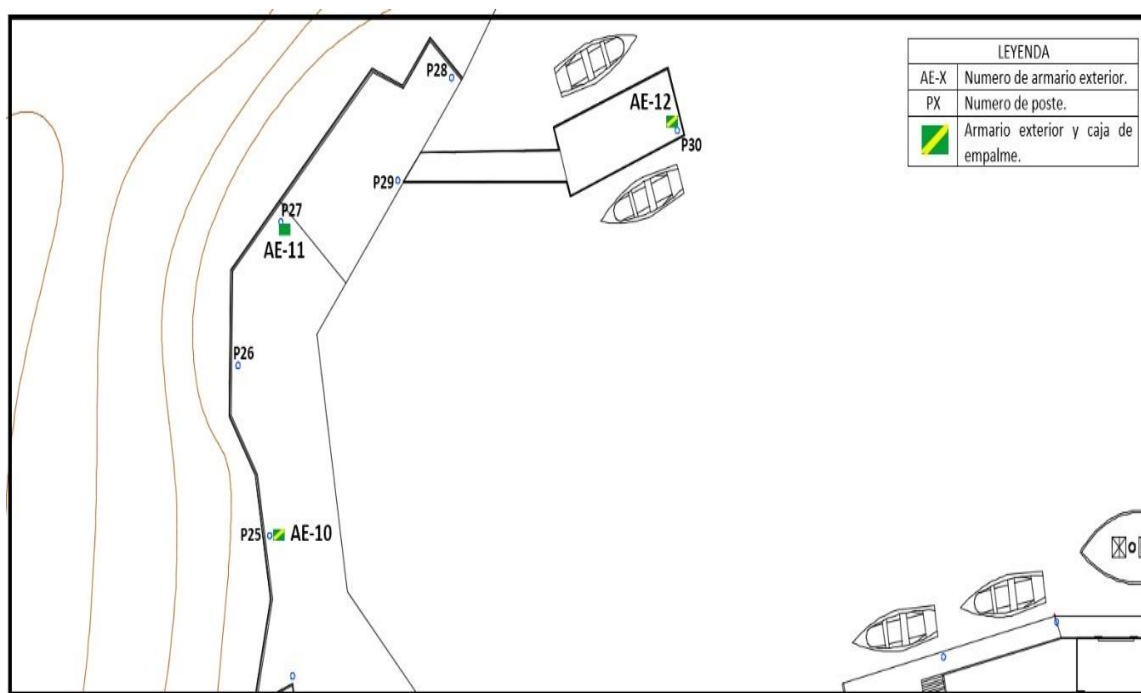 LEYENDA
AE-X Numero de armario exterior.
PX Numero de poste.
Armario exterior y caja de
empalme.
P28
AE-12
P30
P29
P27
AE-11
P26
P25 AE-10